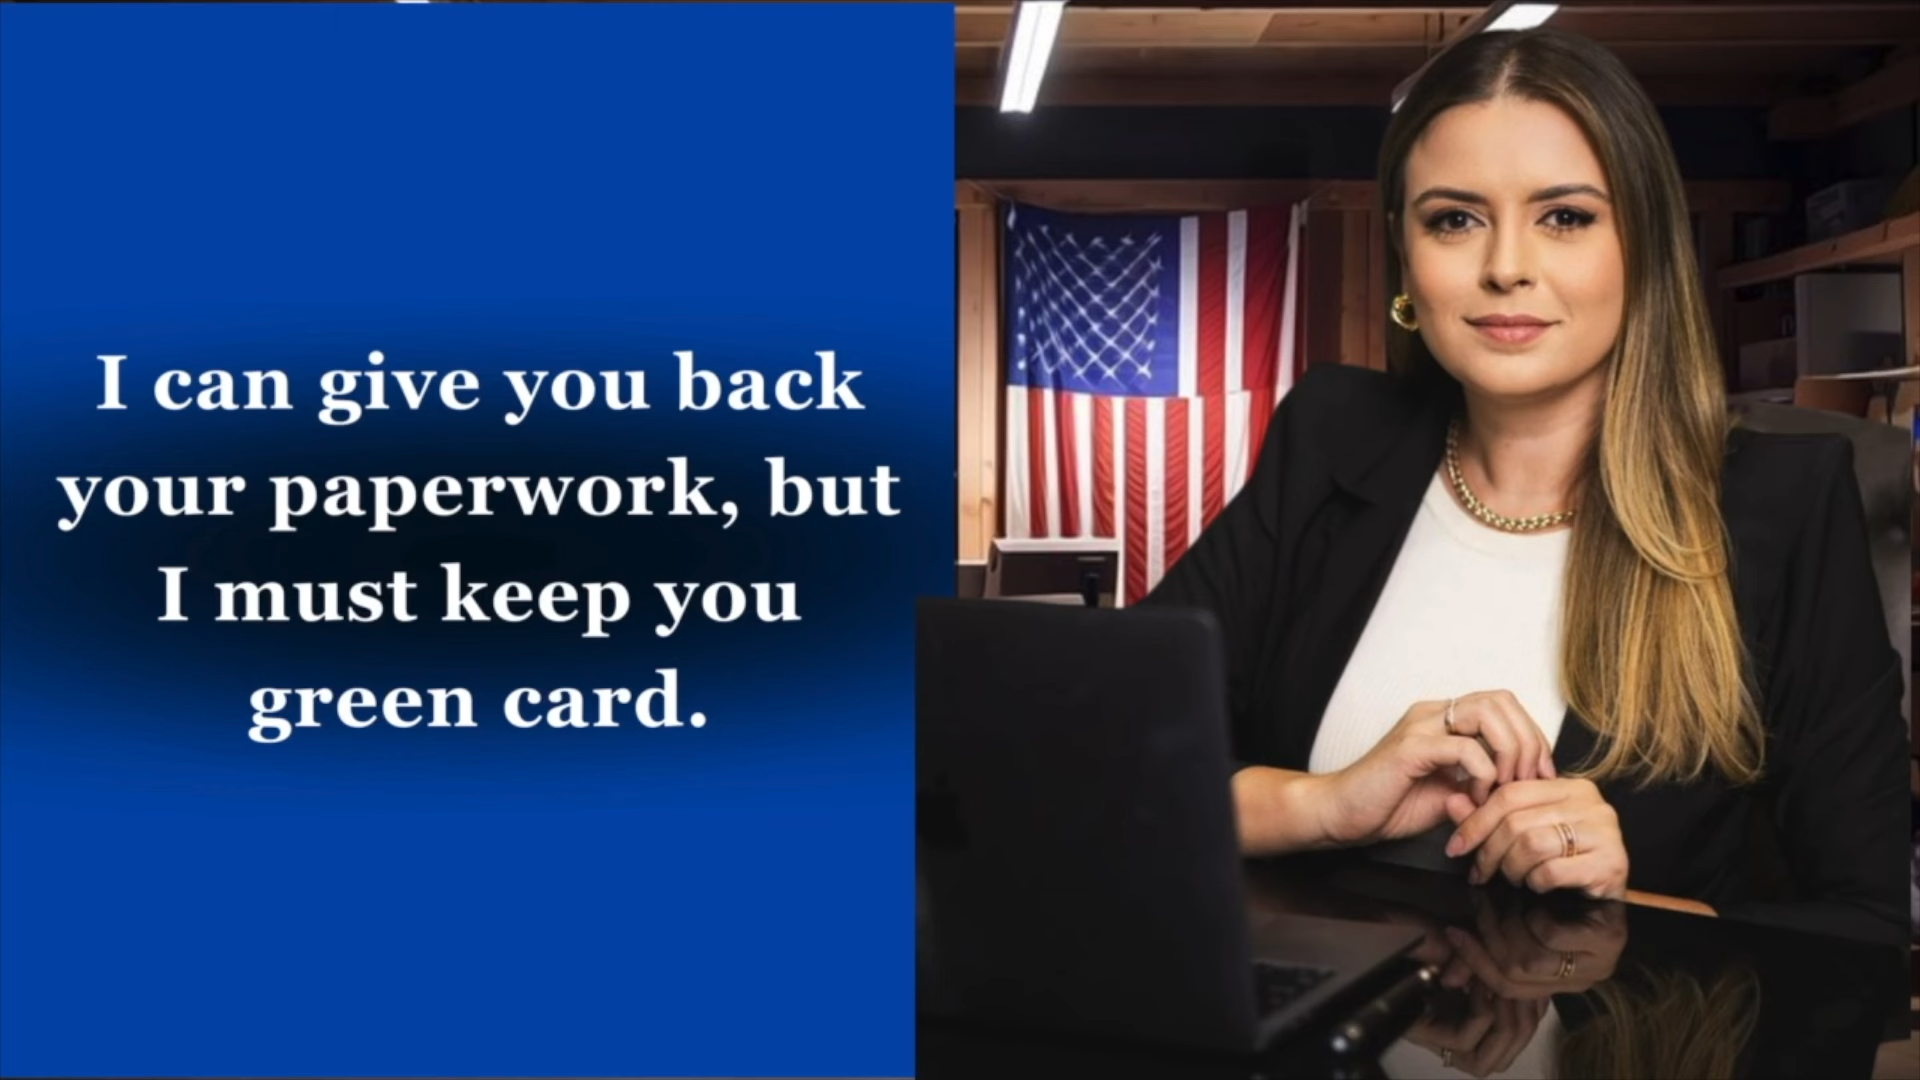 I can give you back
your paperwork, but
I must keep you
green card.